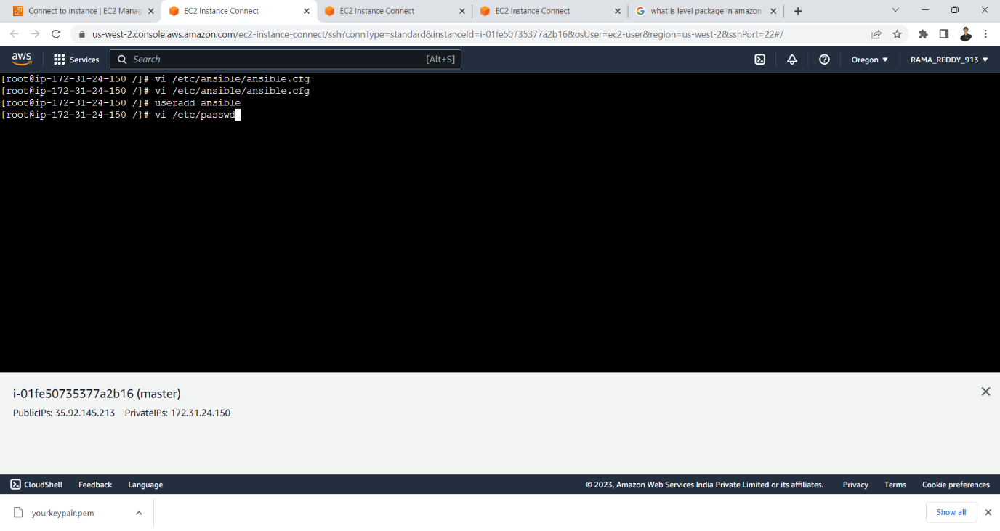 Connect to instance | EC2 Manag
EC2 Instance Connect
EC2 Instance Connect
EC2 Instance Connect
what is level package in amazon
us-west-2.console.aws.amazon.com/ec2-instance-connect/ssh?connType=standard&instanceId=i-01fe50735377a2b16&osUser=ec2-user&region=us-west-2&sshPort=22#/
aws
Services
Search
[Alt+S]
Oregon
RAMA_REDDY_913
[root@ip-172-31-24-150 /]# vi /etc/ansible/ansible.cfg
[root@ip-172-31-24-150 /]# vi /etc/ansible/ansible.cfg
[root@ip-172-31-24-150 /]# useradd ansible
[root@ip-172-31-24-150 /]# vi /etc/passwd
i-01fe50735377a2b16 (master)
PublicIPs: 35.92.145.213 PrivateIPs: 172.31.24.150
CloudShell
Feedback
Language
© 2023, Amazon Web Services India Private Limited or its affiliates.
Privacy
Terms
Cookie preferences
yourkeypair.pem
Show all